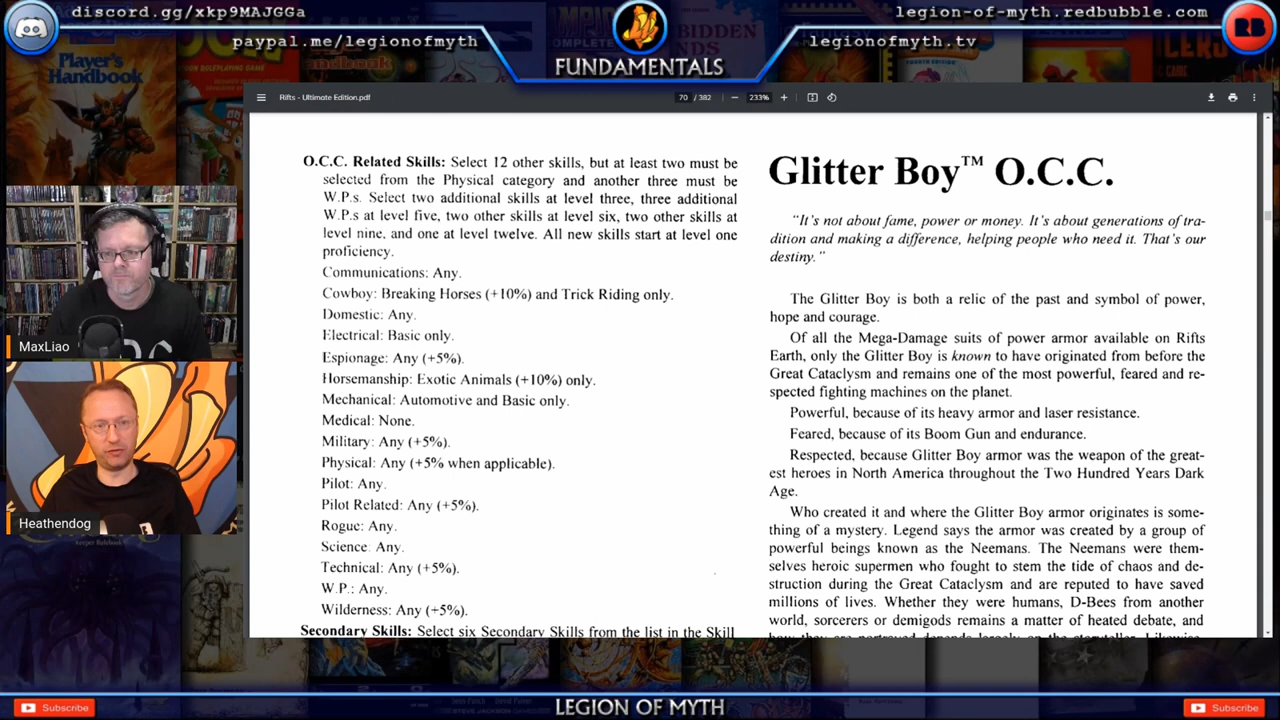 discord.gg/xkp9MAJGGa
paypal.me/legionofmyth
FUNDAMENTALS
legion-of-myth.redbubble.com
legionofmyth.tv
RB
Player's
Handbook
Rifts - Ultimate Edition.pdf
70 / 382
233%
MaxLiao
Heathendog
O.C.C. Related Skills: Select 12 other skills, but at least two must be
selected from the Physical category and another three must be
W.P.s. Select two additional skills at level three, three additional
W.P.s at level five, two other skills at level six, two other skills at
level nine, and one at level twelve. All new skills start at level one
proficiency.
Communications: Any.
Cowboy: Breaking Horses (+10%) and Trick Riding only.
Domestic: Any.
Electrical: Basic only.
Espionage: Any (+5%).
Horsemanship: Exotic Animals (+10%) only.
Mechanical: Automotive and Basic only.
Medical: None.
Military: Any (+5%).
Physical: Any (+5% when applicable).
Pilot: Any.
Pilot Related: Any (+5%).
Rogue: Any.
Science: Any.
Technical: Any (+5%).
W.P.: Any.
Wilderness: Any (+5%).
Secondary Skills: Select six Secondary Skills from the list in the Skill
Glitter Boy™ O.C.C.
"It's not about fame, power or money. It's about generations of tra-
dition and making a difference, helping people who need it. That's our
destiny."
The Glitter Boy is both a relic of the past and symbol of power,
hope and courage.
Of all the Mega-Damage suits of power armor available on Rifts
Earth, only the Glitter Boy is known to have originated from before the
Great Cataclysm and remains one of the most powerful, feared and re-
spected fighting machines on the planet.
Powerful, because of its heavy armor and laser resistance.
Feared, because of its Boom Gun and endurance.
Respected, because Glitter Boy armor was the weapon of the great-
est heroes in North America throughout the Two Hundred Years Dark
Age.
Who created it and where the Glitter Boy armor originates is some-
thing of a mystery. Legend says the armor was created by a group of
powerful beings known as the Neemans. The Neemans were them-
selves heroic supermen who fought to stem the tide of chaos and de-
struction during the Great Cataclysm and are reputed to have saved
millions of lives. Whether they were humans, D-Bees from another
world, sorcerers or demigods remains a matter of heated debate, and
how they are portrayed depends largely on the storyteller. Likewise,
Subscribe
LEGION OF MYTH
Subscribe